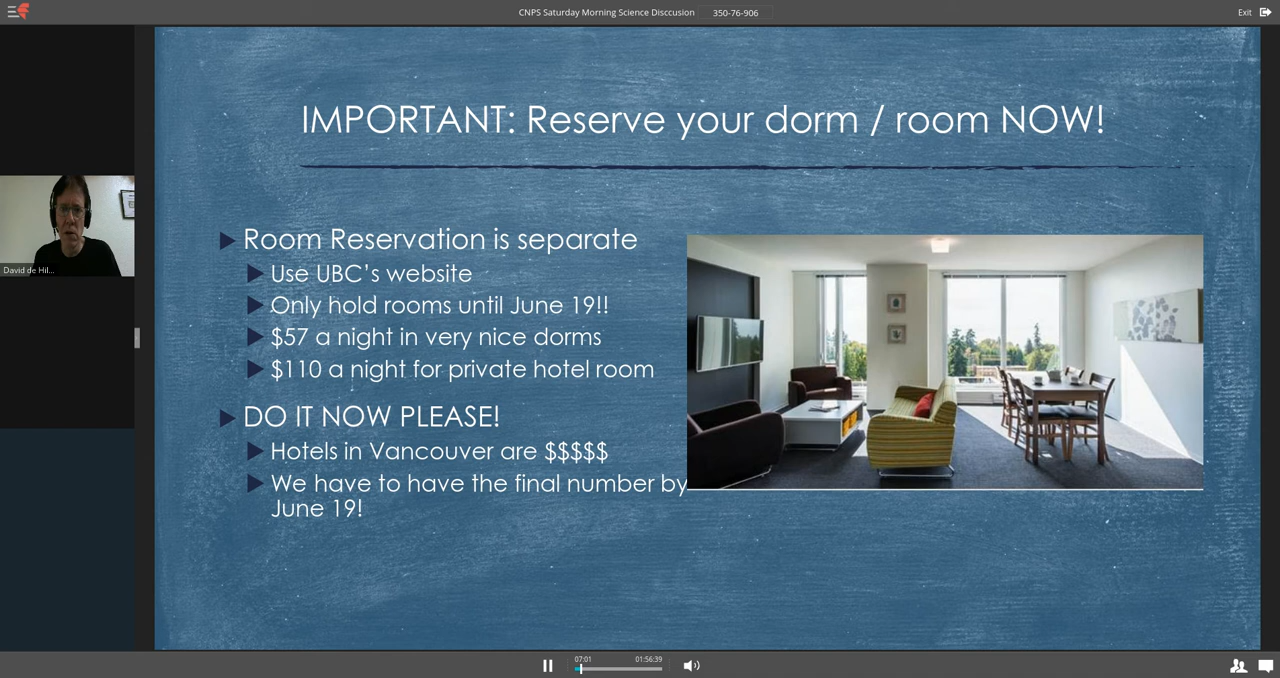 CNPS Saturday Morning Science Disccusion 350-76-906 Exit
IMPORTANT: Reserve your dorm / room NOW!
Room Reservation is separate
Use UBC's website
Only hold rooms until June 19!!
$57 a night in very nice dorms
$110 a night for private hotel room
DO IT NOW PLEASE!
Hotels in Vancouver are $$$$$
We have to have the final number by
June 19!
David de Hil...
07:01 01:56:39